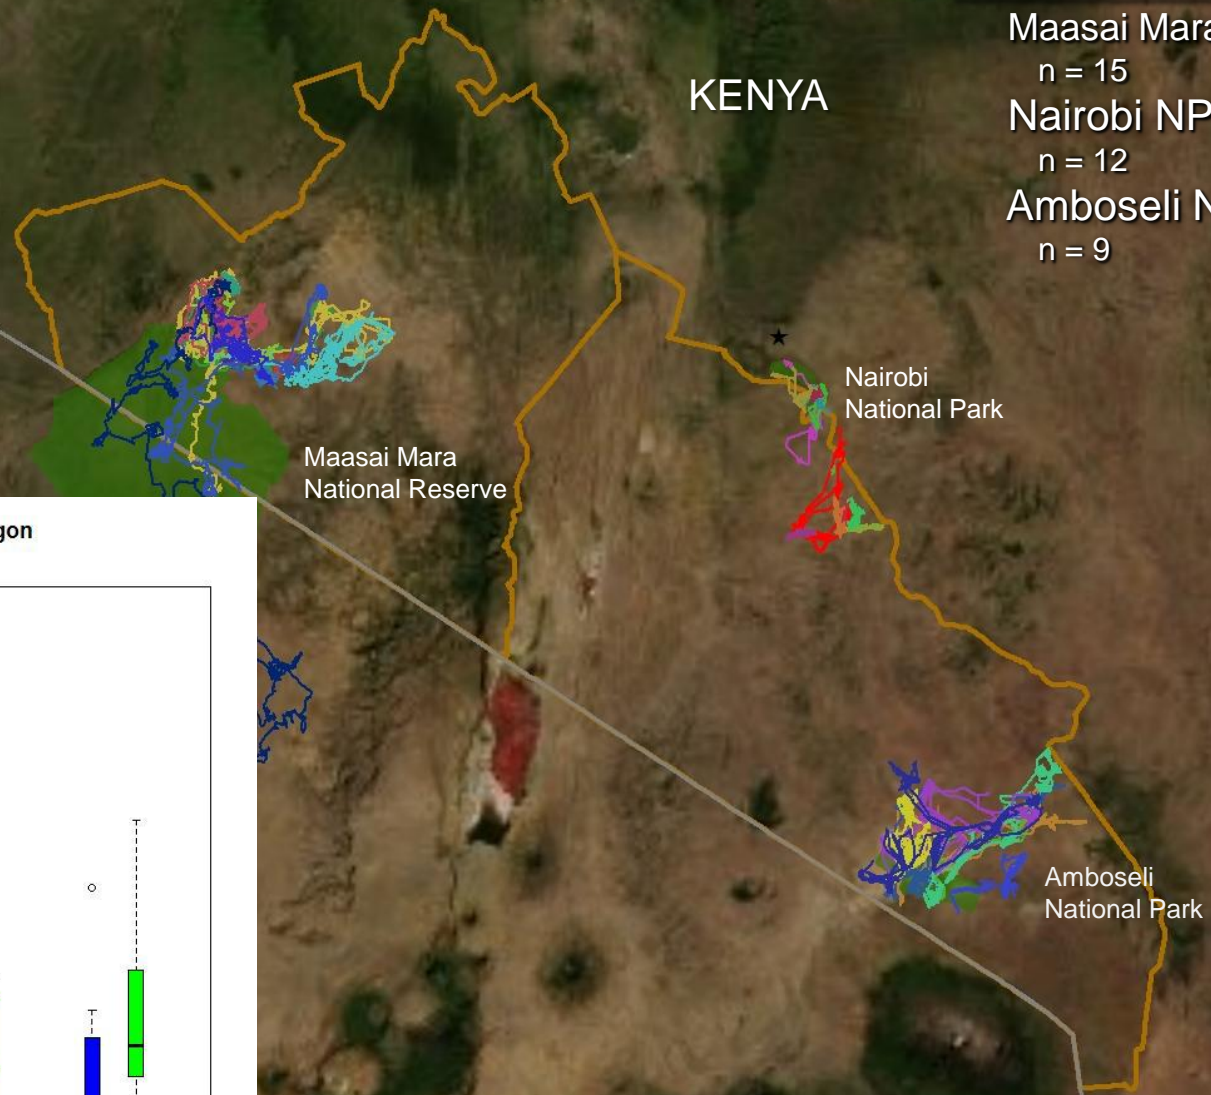 Maasai Mara
n = 15
KENYA
Nairobi NP
n = 12
Amboseli N
n = 9
Nairobi
National Park
Maasai Mara
National Reserve
gon
Amboseli
National Park